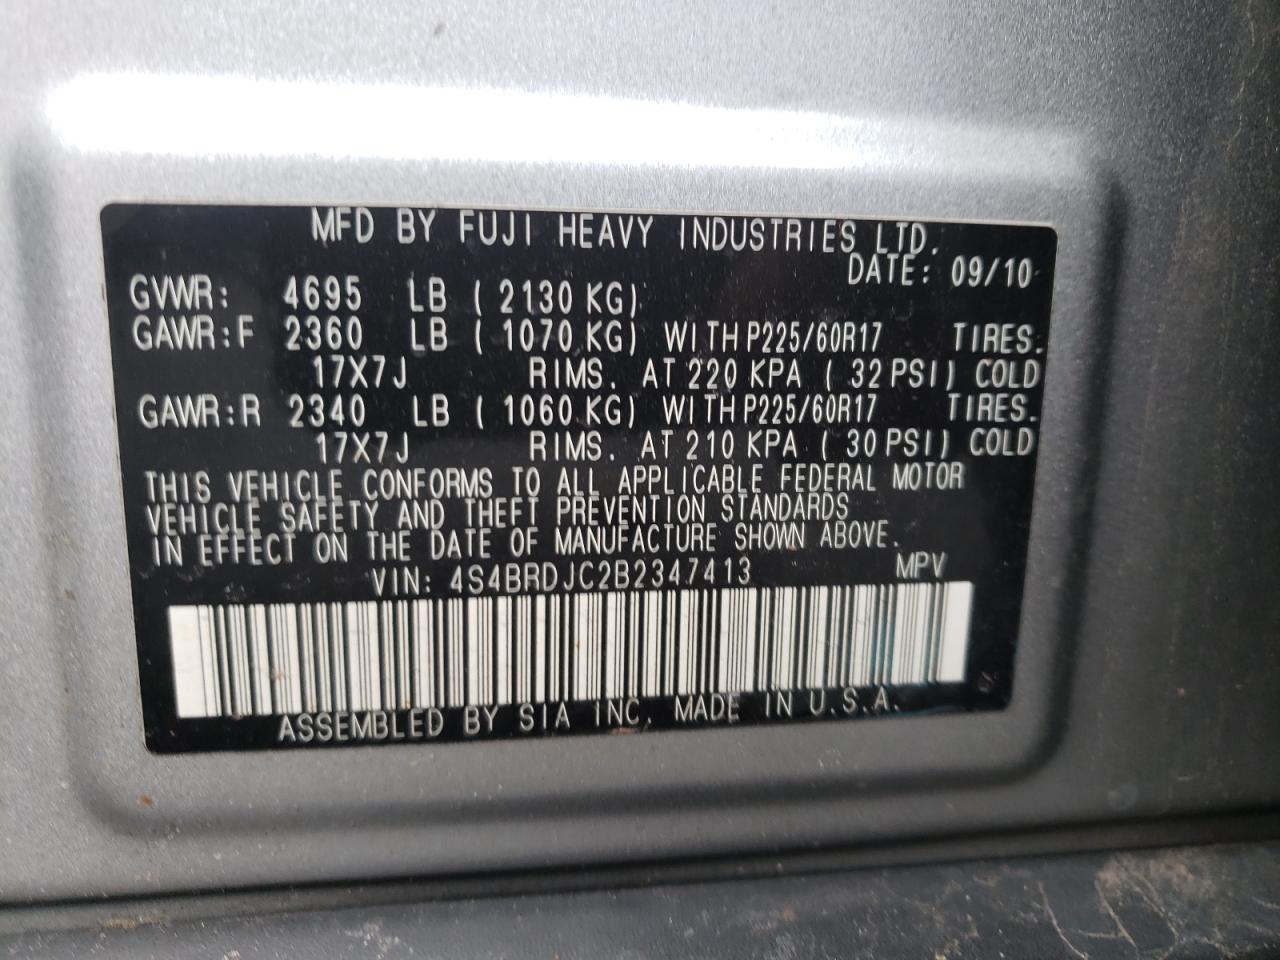 MFD BY FUJI HEAVY INDUSTRIES LTD.
DATE: 09/10
GVWR: 4695 LB ( 2130 KG)
GAWR:F 2360 LB ( 1070 KG) WITH P225/60R17 TIRES.
17X7J RIMS. AT 220 KPA ( 32 PSI) COLD
GAWR:R 2340 LB ( 1060 KG) WITH P225/60R17 TIRES.
17X7J RIMS. AT 210 KPA ( 30 PSI) COLD
THIS VEHICLE CONFORMS TO ALL APPLICABLE FEDERAL MOTOR
VEHICLE SAFETY AND THEFT PREVENTION STANDARDS
IN EFFECT ON THE DATE OF MANUFACTURE SHOWN ABOVE.
VIN: 4S4BRDJC2B2347413 MPV
ASSEMBLED BY SIA INC. MADE IN U.S.A.